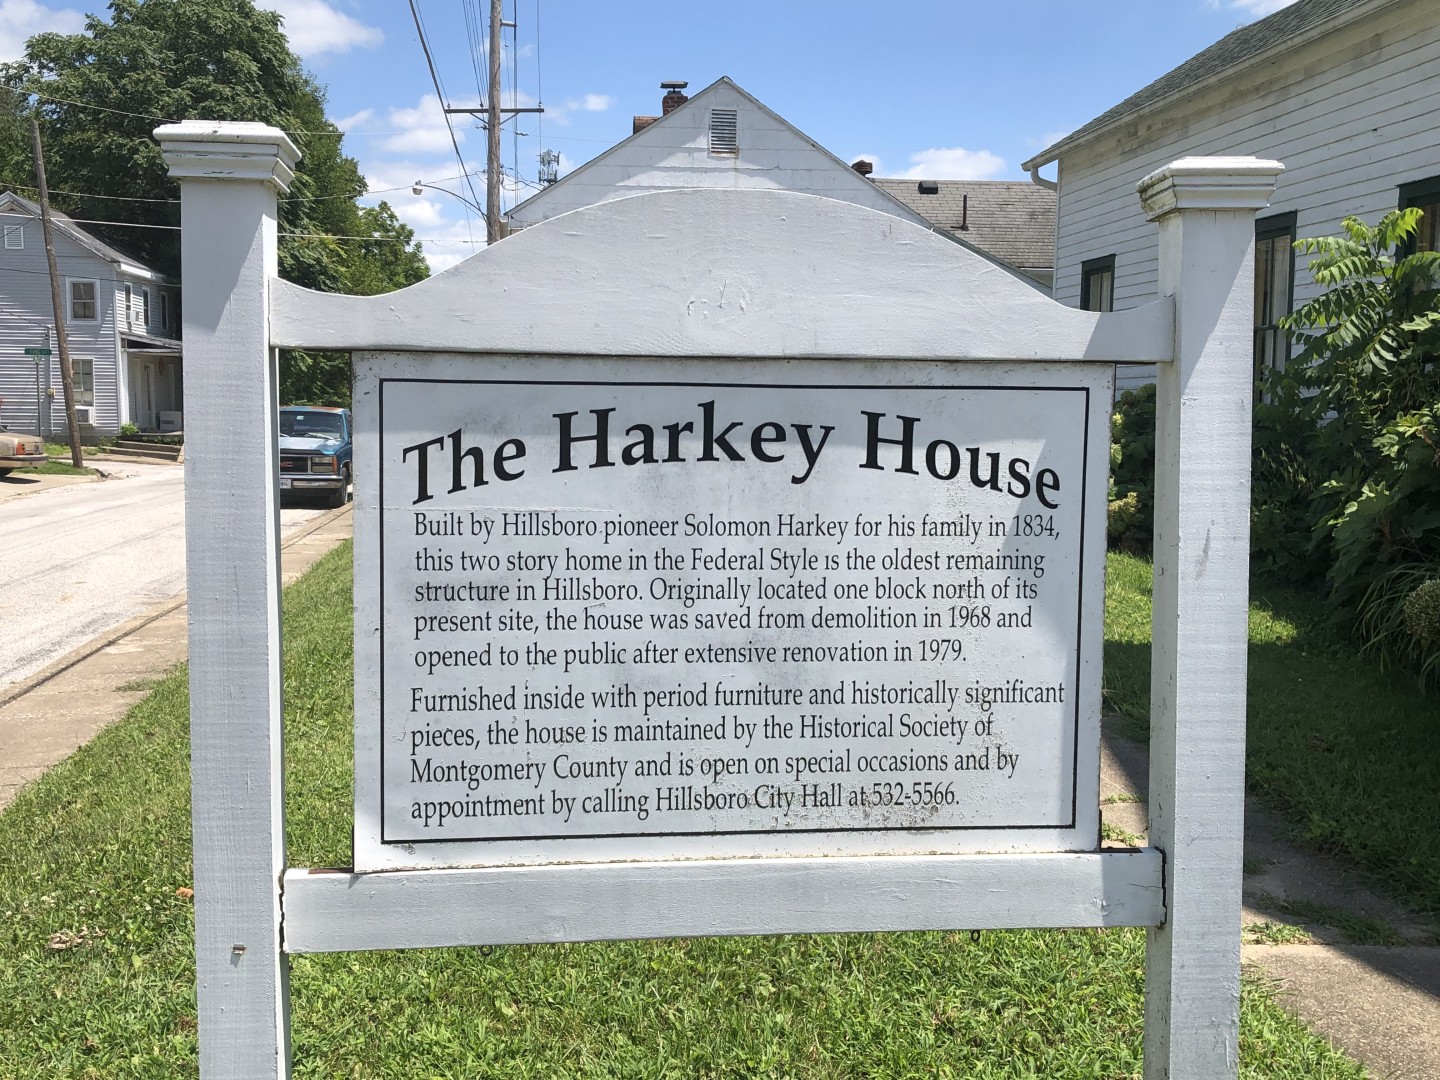 The Harkey House
Built by Hillsboro pioneer Solomon Harkey for his family in 1834,
this two story home in the Federal Style is the oldest remaining
structure in Hillsboro. Originally located one block north of its
present site, the house was saved from demolition in 1968 and
opened to the public after extensive renovation in 1979.
Furnished inside with period furniture and historically significant
pieces, the house is maintained by the Historical Society of
Montgomery County and is open on special occasions and by
appointment by calling Hillsboro City Hall at 532-5566.